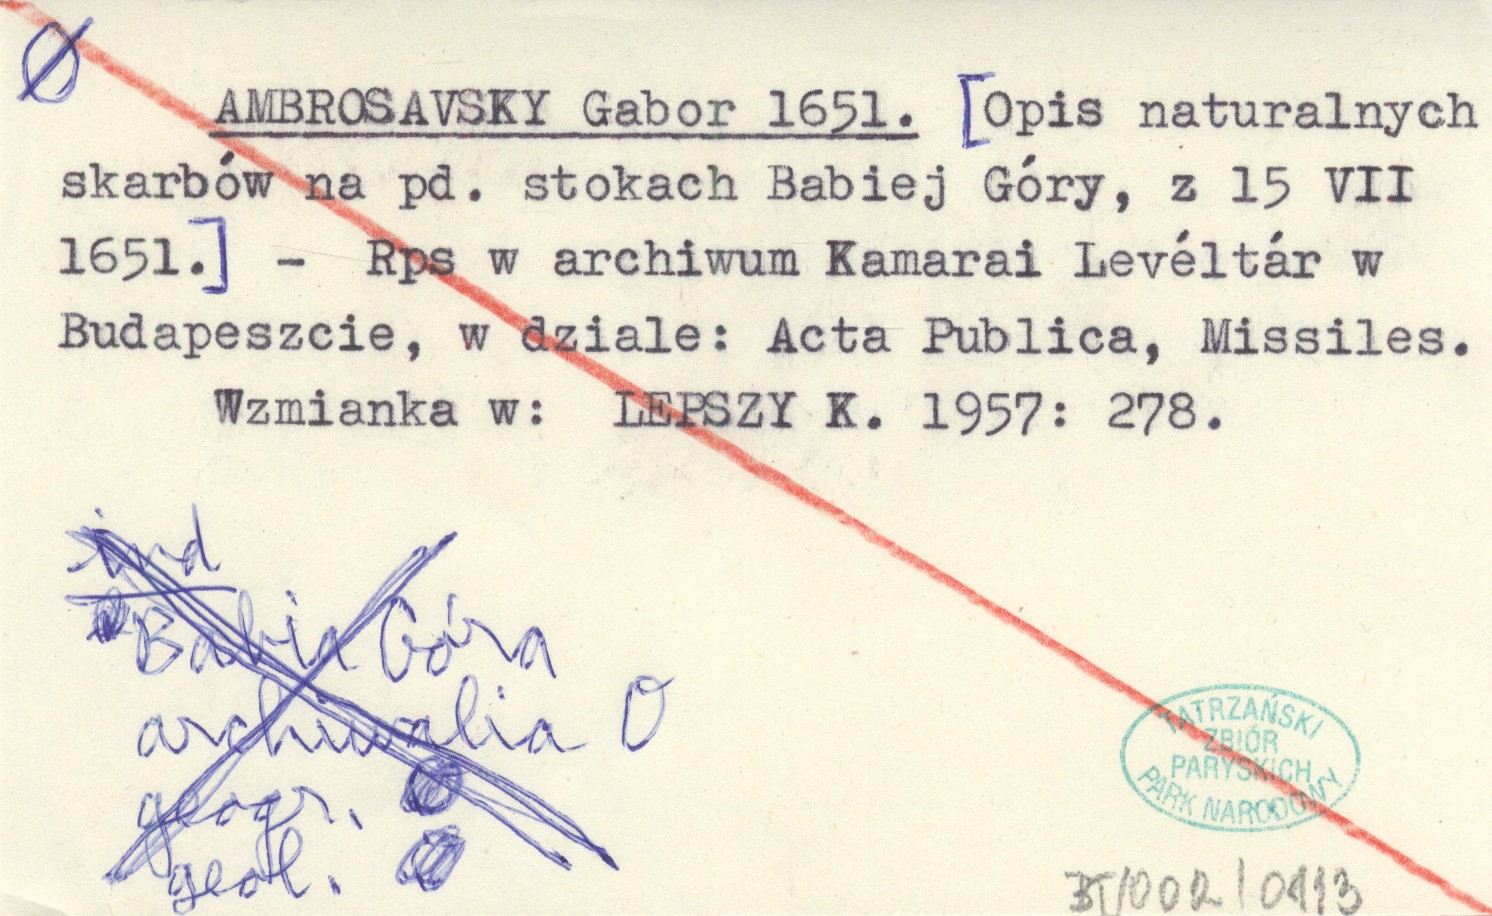 Ø
AMBROSAVSKY Gabor 1651. [Opis naturalnych
skarbów na pd. stokach Babiej Góry, z 15 VII
1651.] - Rps w archiwum Kamarai Levéltár w
Budapeszcie, w dziale: Acta Publica, Missiles.
Wzmianka w: LEPSZY K. 1957: 278.
ind
Babia Góra
archiwalia O
geogr.
geol.
TATRZAŃSKI
ZBIÓR
PARYSKICH
PARK NARODOWY
/002/0113